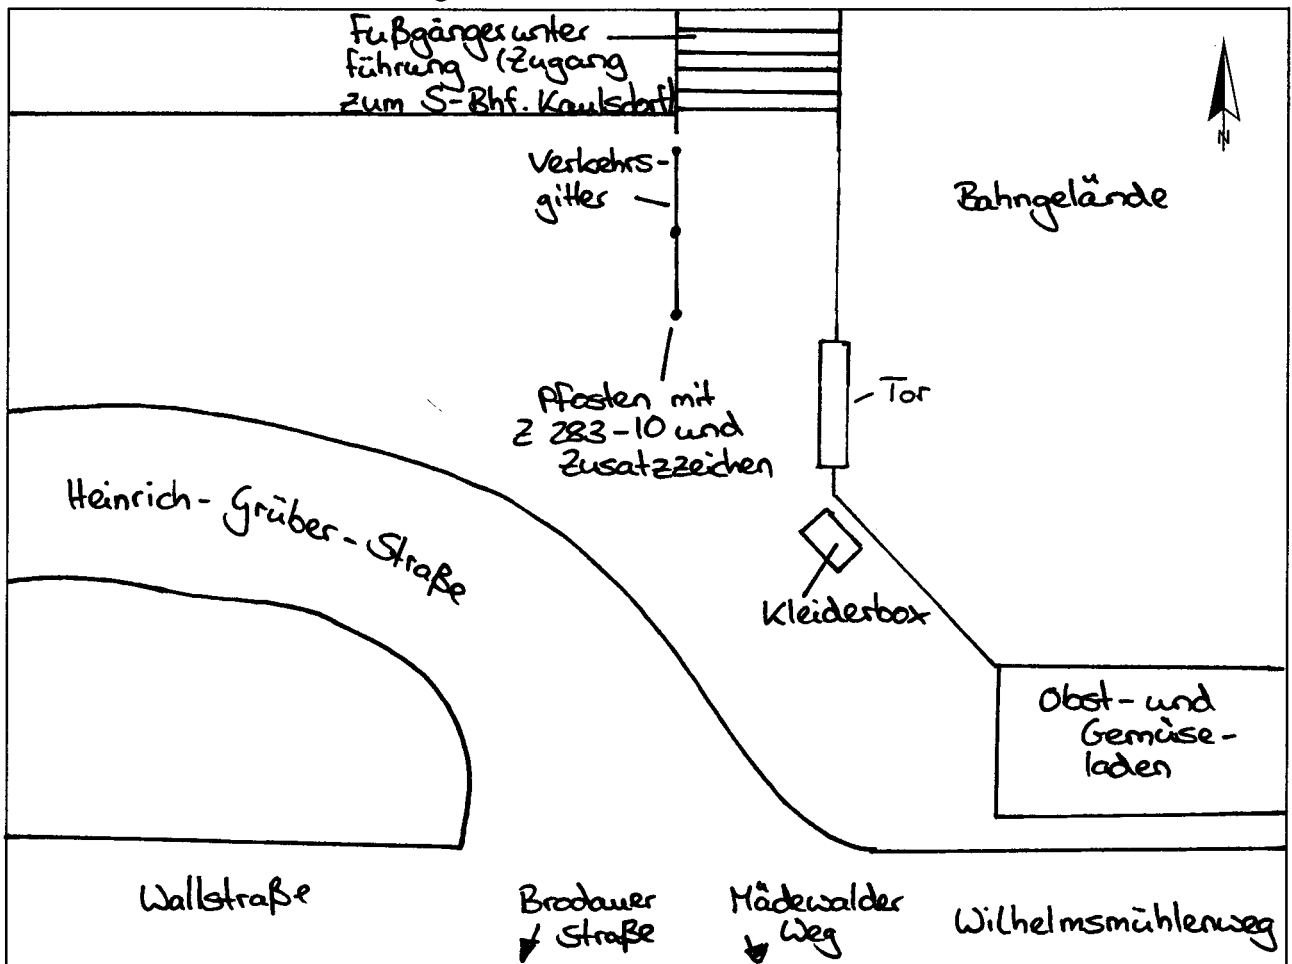 Fußgängerunter
führung (Zugang
zum S-Bhf. Kaulsdorf)
N
Verkehrs-
gitter
Bahngelände
Pfosten mit
Z 283-10 und
Zusatzzeichen
Tor
Heinrich-Grüber-Straße
Kleiderbox
Obst- und
Gemüse-
laden
Wallstraße
Brodauer
Straße
Mädewalder
Weg
Wilhelmsmühlenweg